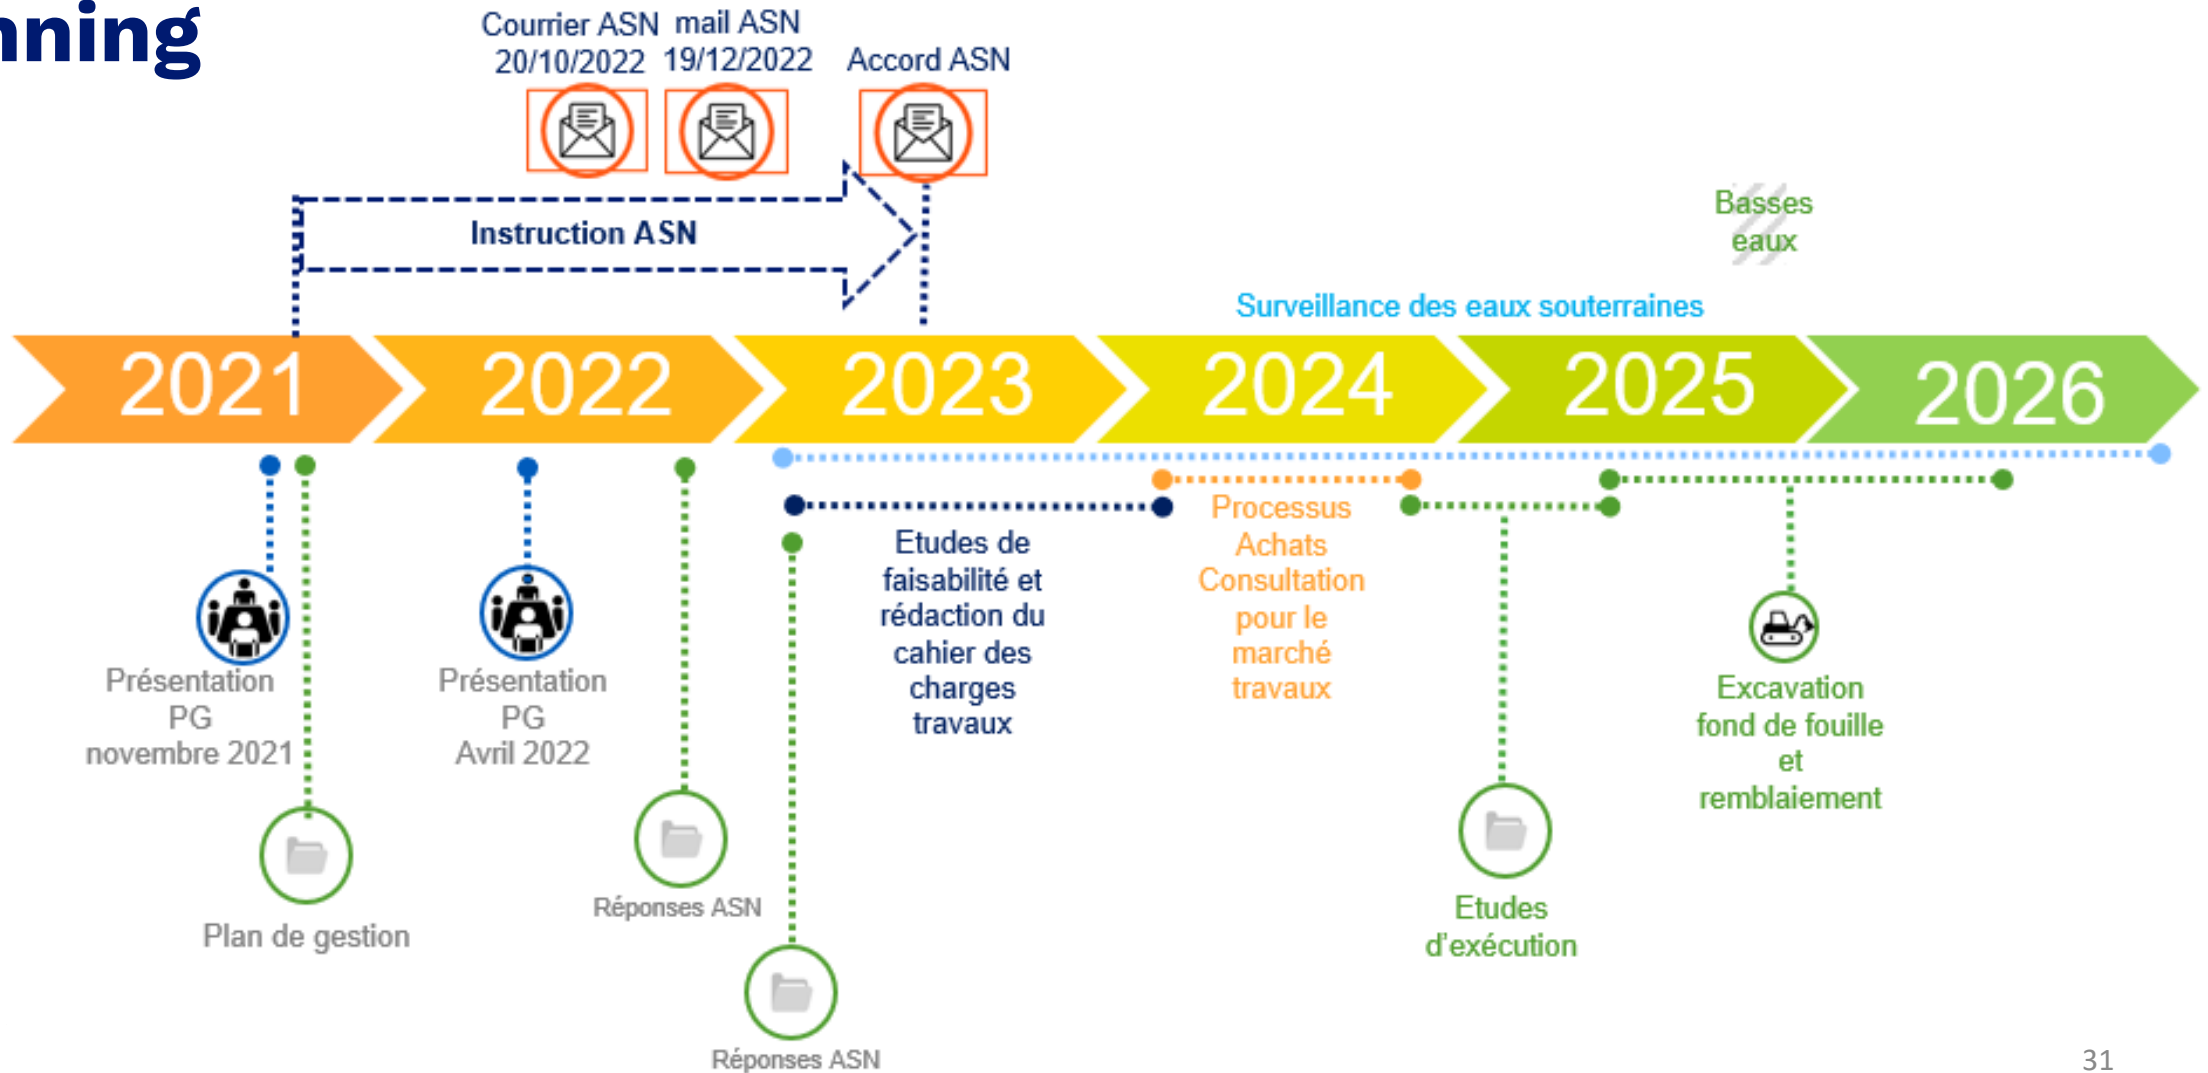 nning
Courrier ASN
20/10/2022
mail ASN
19/12/2022
Accord ASN
Instruction ASN
Basses
eaux
Surveillance des eaux souterraines
2021
2022
2023
2024
2025
2026
Présentation
PG
novembre 2021
Plan de gestion
Présentation
PG
Avril 2022
Réponses ASN
Réponses ASN
Etudes de
faisabilité et
rédaction du
cahier des
charges
travaux
Processus
Achats
Consultation
pour le
marché
travaux
Etudes
d'exécution
Excavation
fond de fouille
et
remblaiement
31